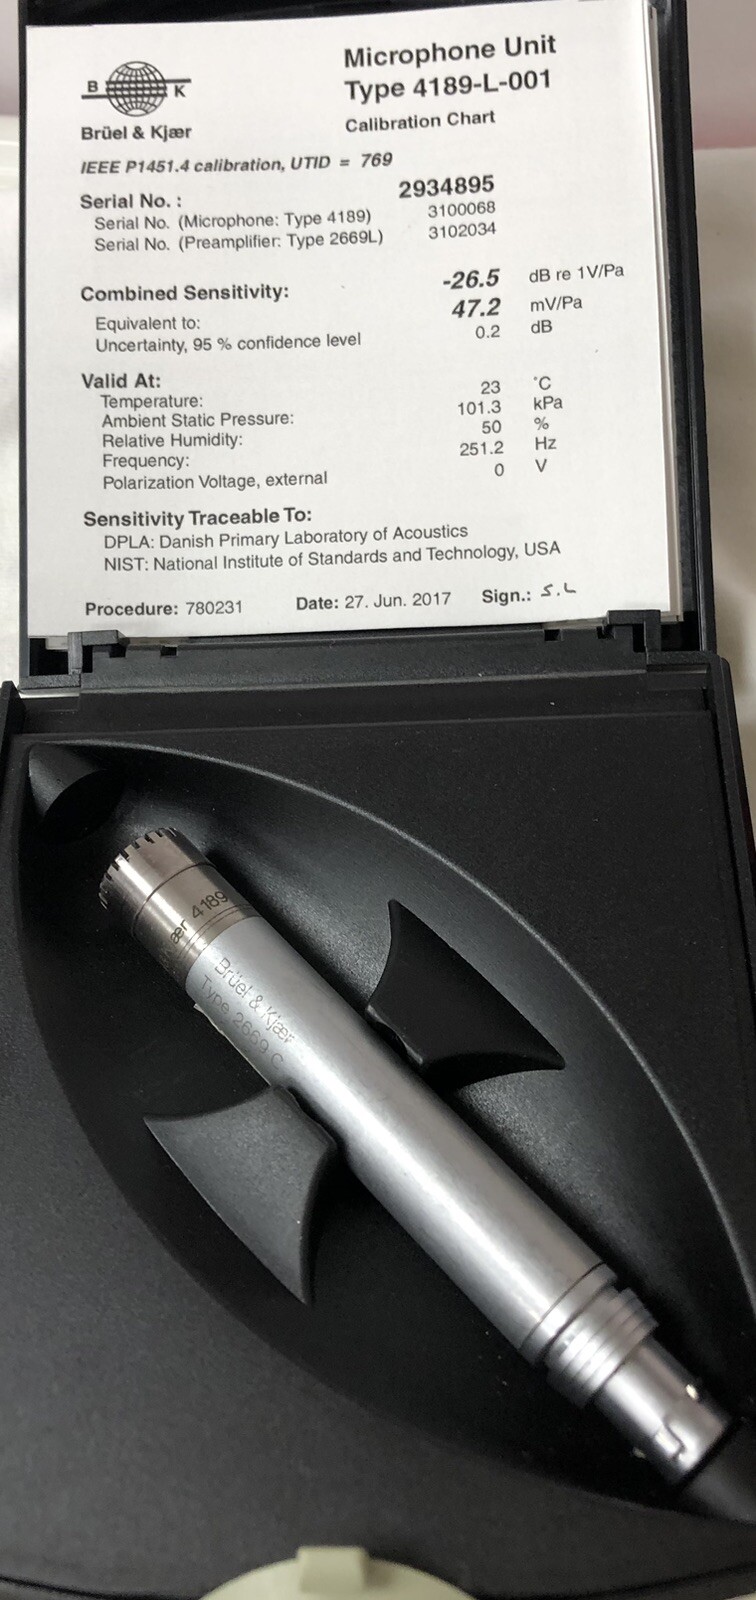 B K
Brüel & Kjær
Microphone Unit
Type 4189-L-001
Calibration Chart
IEEE P1451.4 calibration, UTID = 769
Serial No. : 2934895
Serial No. (Microphone: Type 4189) 3100068
Serial No. (Preamplifier: Type 2669L) 3102034
Combined Sensitivity: -26.5 dB re 1V/Pa
Equivalent to: 47.2 mV/Pa
Uncertainty, 95 % confidence level 0.2 dB
Valid At:
Temperature: 23 °C
Ambient Static Pressure: 101.3 kPa
Relative Humidity: 50 %
Frequency: 251.2 Hz
Polarization Voltage, external 0 V
Sensitivity Traceable To:
DPLA: Danish Primary Laboratory of Acoustics
NIST: National Institute of Standards and Technology, USA
Procedure: 780231 Date: 27. Jun. 2017 Sign.: S.L
ær 4189
Brüel & Kjær
Type 2669 C